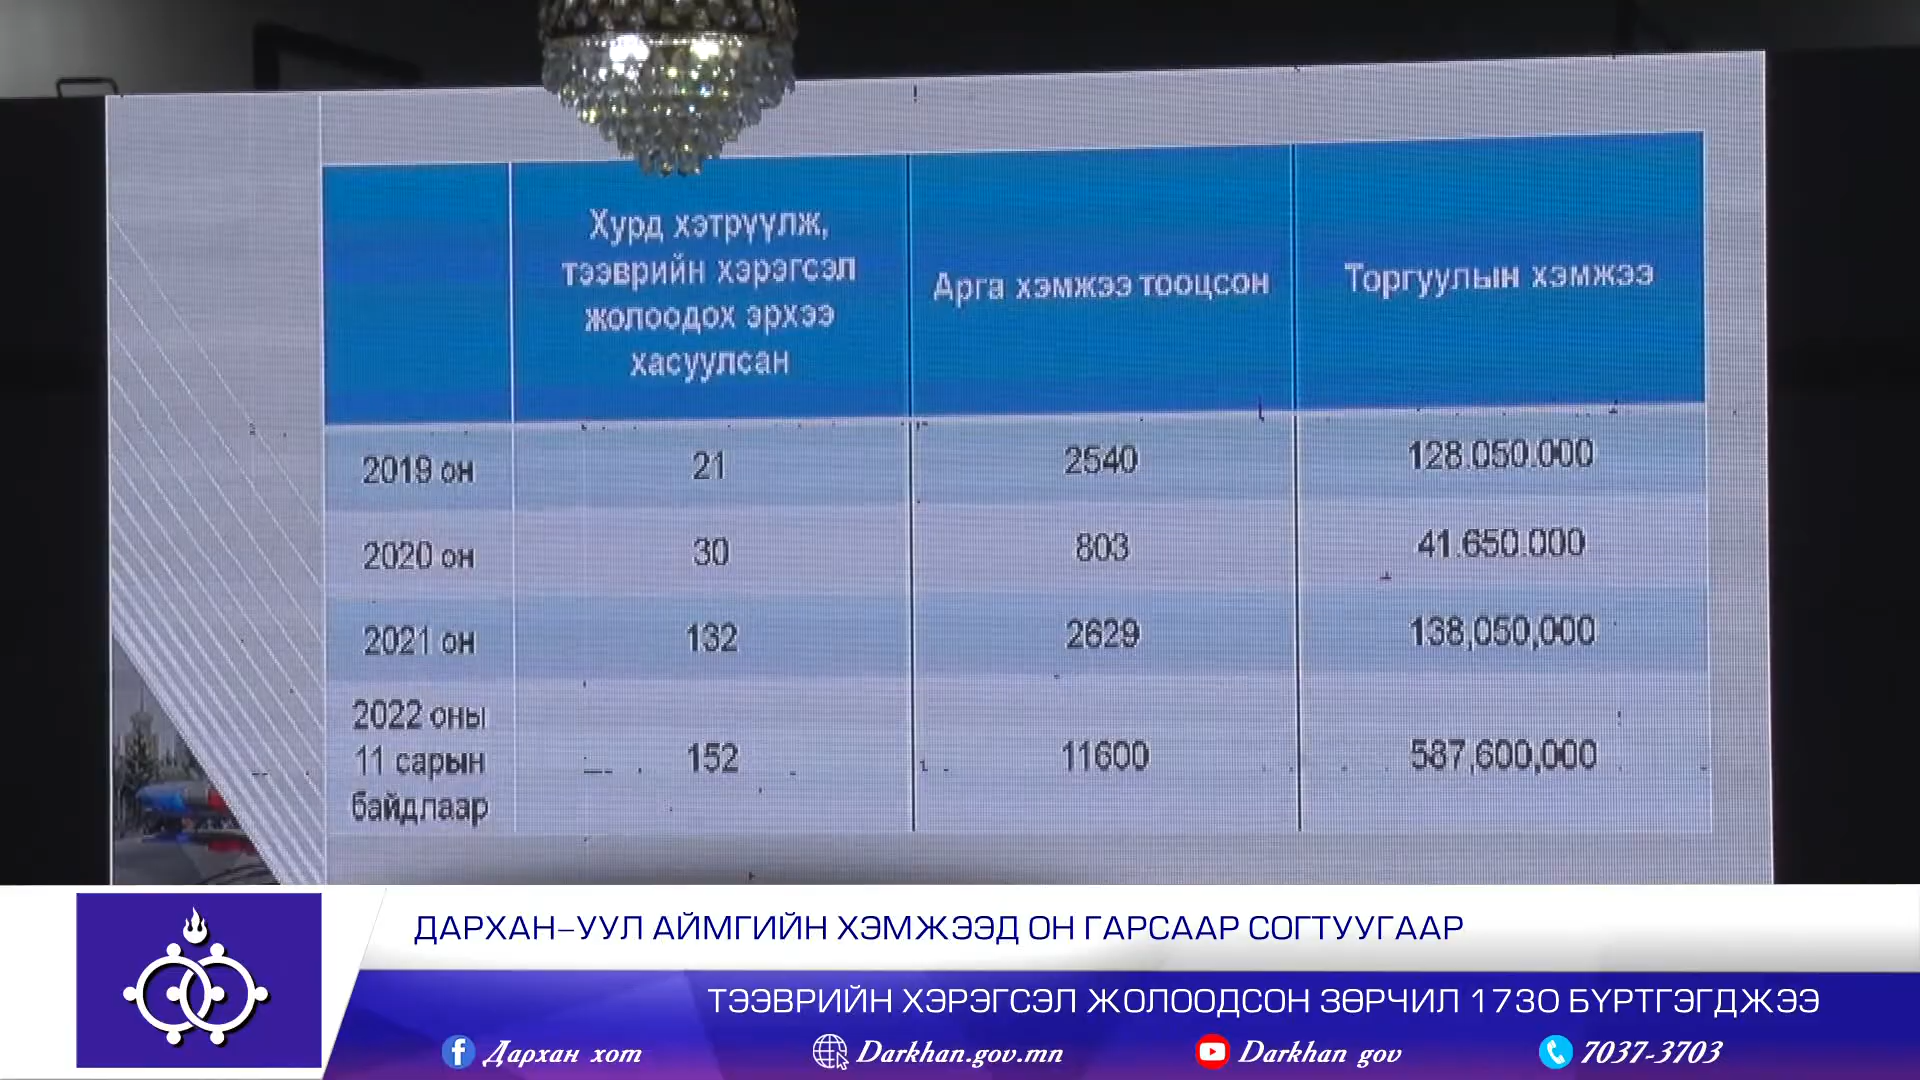 Хурд хэтрүүлж,
тээврийн хэрэгсэл
жолоодох эрхээ
хасуулсан
Арга хэмжээ тооцсон
Торгуулын хэмжээ
2019 он 21 2540 128.050.000
2020 он 30 803 41.650.000
2021 он 132 2629 138,050,000
2022 оны
11 сарын
байдлаар
152 11600 587,600,000
ДАРХАН-УУЛ АЙМГИЙН ХЭМЖЭЭД ОН ГАРСААР СОГТУУГААР
ТЭЭВРИЙН ХЭРЭГСЭЛ ЖОЛООДСОН ЗӨРЧИЛ 1730 БҮРТГЭГДЖЭЭ
Дархан хот Darkhan.gov.mn Darkhan gov 7037-3703